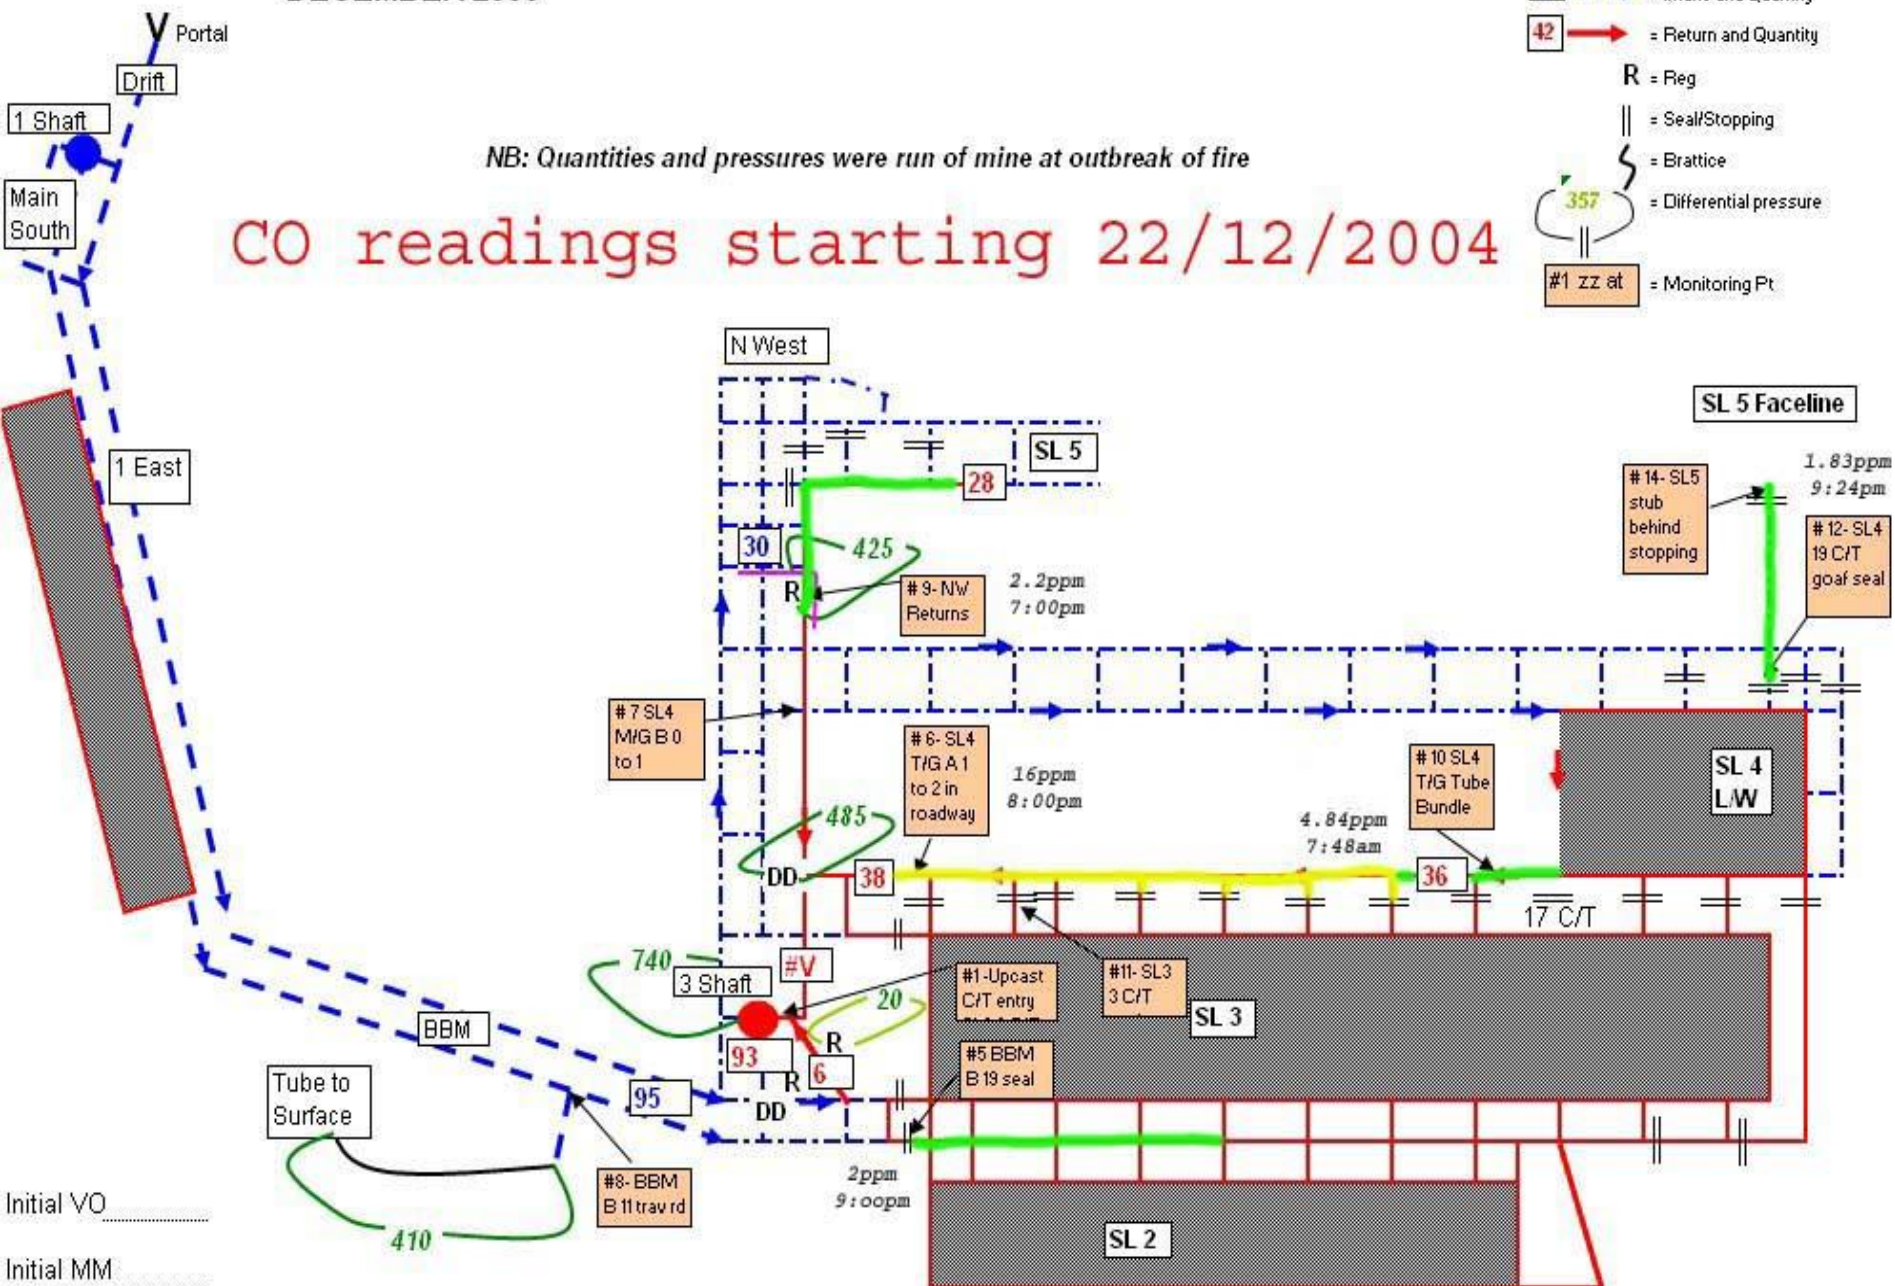 V Portal
Drift
1 Shaft
Main
South
42 = Return and Quantity
R = Reg
= Seal/Stopping
= Brattice
357 = Differential pressure
#1 zz at = Monitoring Pt
NB: Quantities and pressures were run of mine at outbreak of fire
CO readings starting 22/12/2004
N West
SL 5 Faceline
1 East
SL 5
28
30
425
R
# 9- NW
Returns
2.2ppm
7:00pm
# 14- SL5
stub
behind
stopping
1.83ppm
9:24pm
# 12- SL4
19 C/T
goaf seal
# 7 SL4
M/G B 0
to 1
# 6- SL4
T/G A 1
to 2 in
roadway
16ppm
8:00pm
# 10 SL4
T/G Tube
Bundle
4.84ppm
7:48am
SL 4
L/W
485
DD
38
36
17 C/T
740
3 Shaft
#V
20
#1-Upcast
C/T entry
#11- SL3
3 C/T
SL 3
BBM
93
R
R
6
#5 BBM
B 19 seal
Tube to
Surface
95
DD
#8- BBM
B 11 trav rd
2ppm
9:oopm
410
SL 2
Initial VO
Initial MM